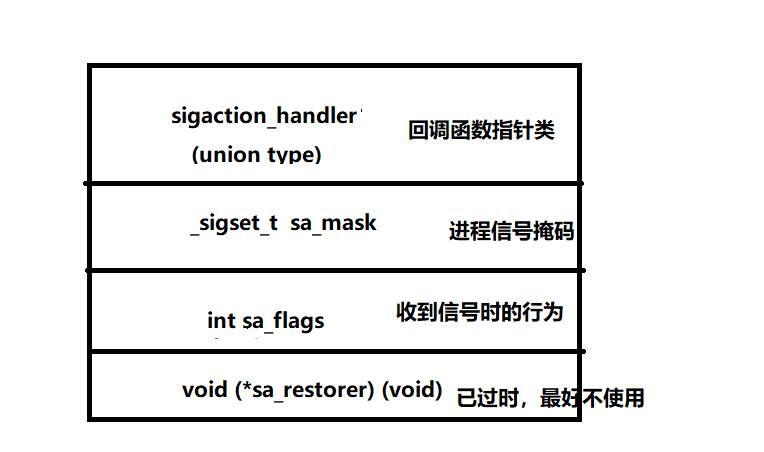 sigaction_handler
(union type)
回调函数指针类
_sigset_t sa_mask
进程信号掩码
int sa_flags
收到信号时的行为
void (*sa_restorer) (void)
已过时，最好不使用